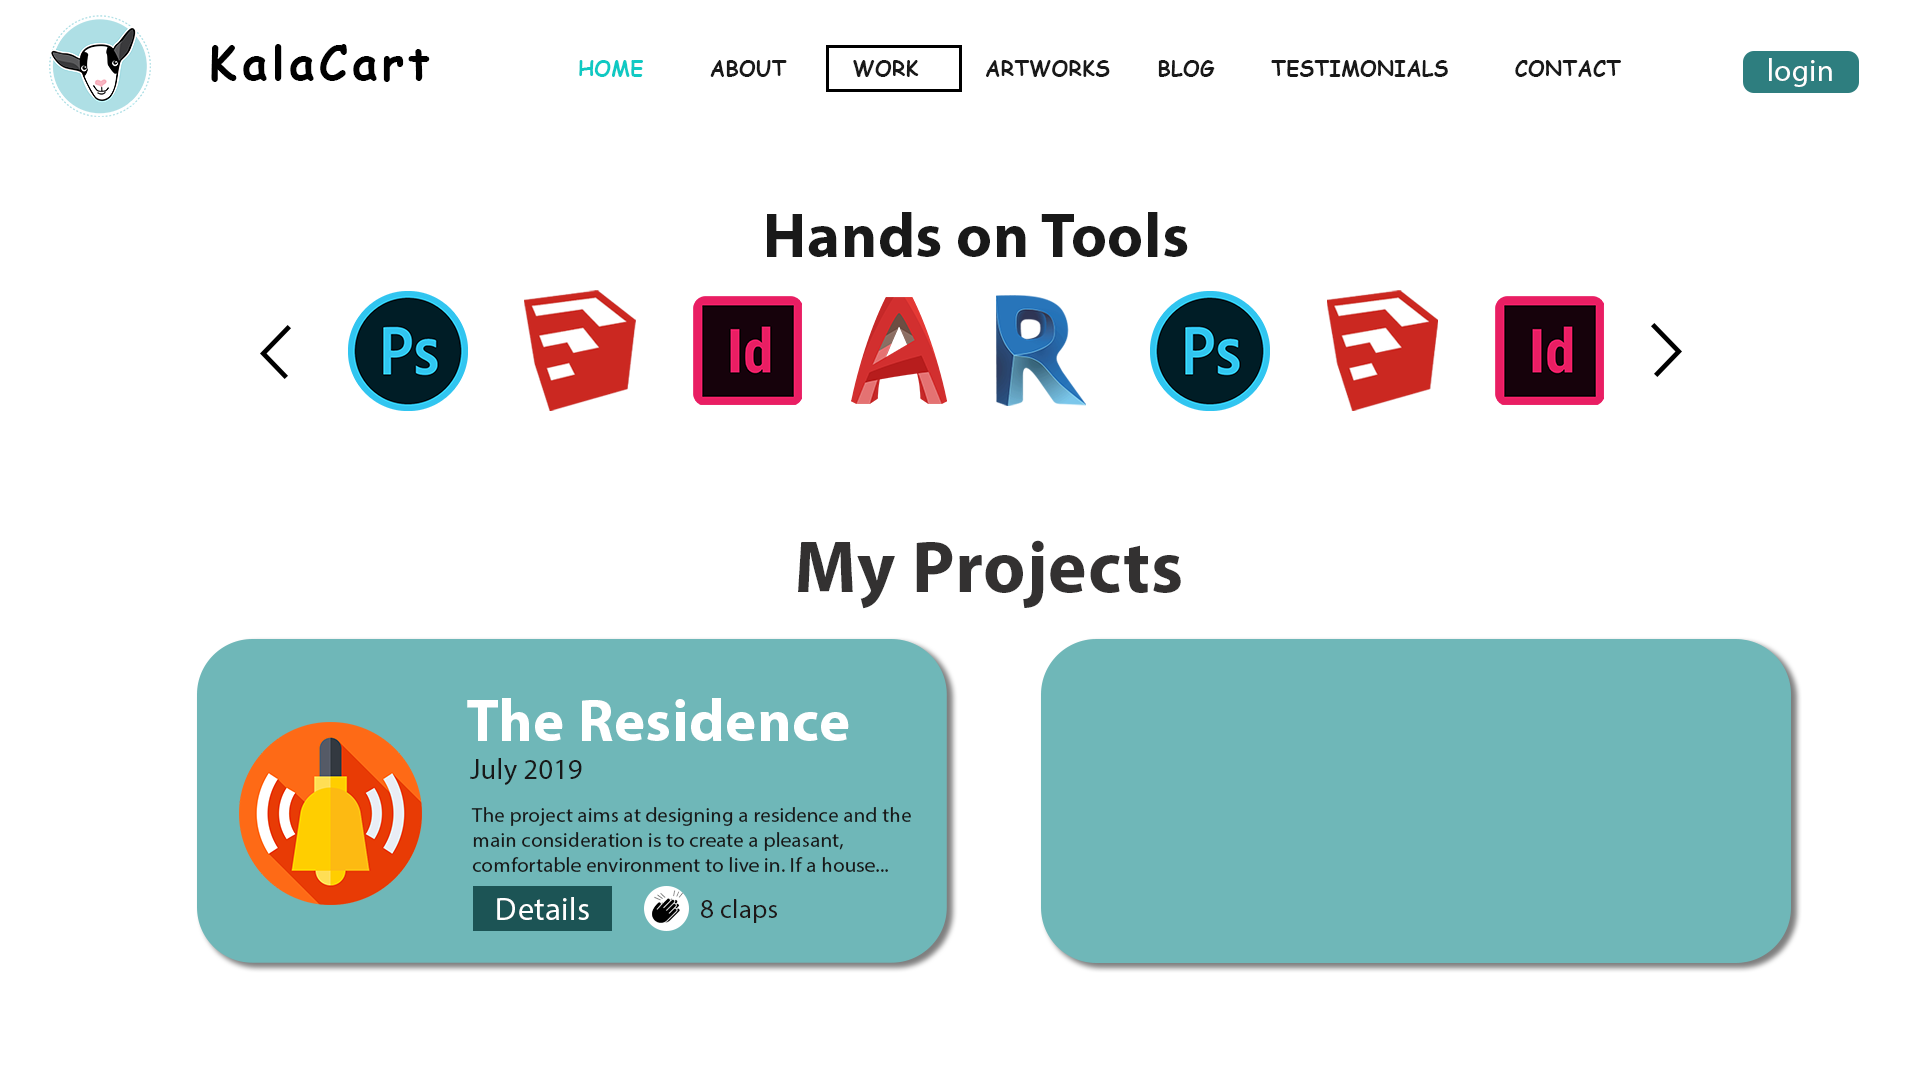 KalaCart
HOME ABOUT WORK ARTWORKS BLOG TESTIMONIALS CONTACT login
Hands on Tools
Ps Id Ps Id
My Projects
The Residence
July 2019
The project aims at designing a residence and the
main consideration is to create a pleasant,
comfortable environment to live in. If a house...
Details 8 claps